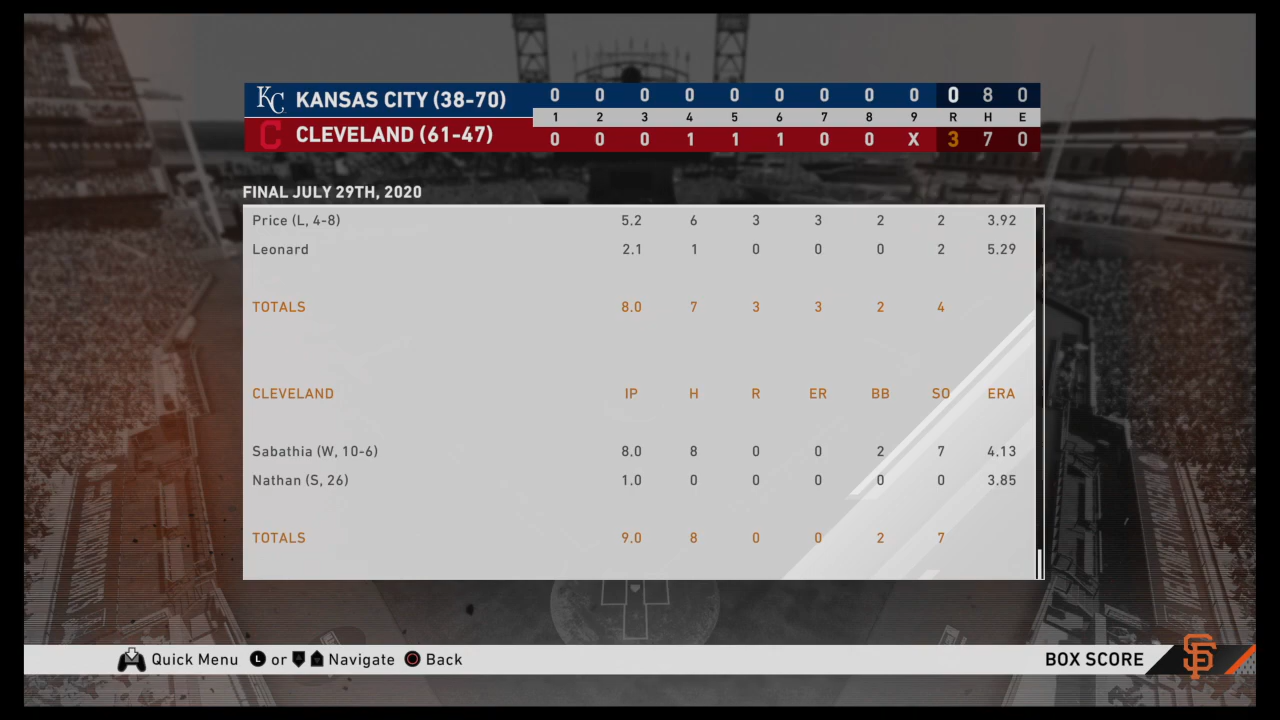 KC KANSAS CITY (38-70) 0 0 0 0 0 0 0 0 0 0 8 0
1 2 3 4 5 6 7 8 9 R H E
C CLEVELAND (61-47) 0 0 0 1 1 1 0 0 X 3 7 0
FINAL JULY 29TH, 2020
Price (L, 4-8) 5.2 6 3 3 2 2 3.92
Leonard 2.1 1 0 0 0 2 5.29
TOTALS 8.0 7 3 3 2 4
CLEVELAND IP H R ER BB SO ERA
Sabathia (W, 10-6) 8.0 8 0 0 2 7 4.13
Nathan (S, 26) 1.0 0 0 0 0 0 3.85
TOTALS 9.0 8 0 0 2 7
Quick Menu L or Navigate Back
BOX SCORE SF